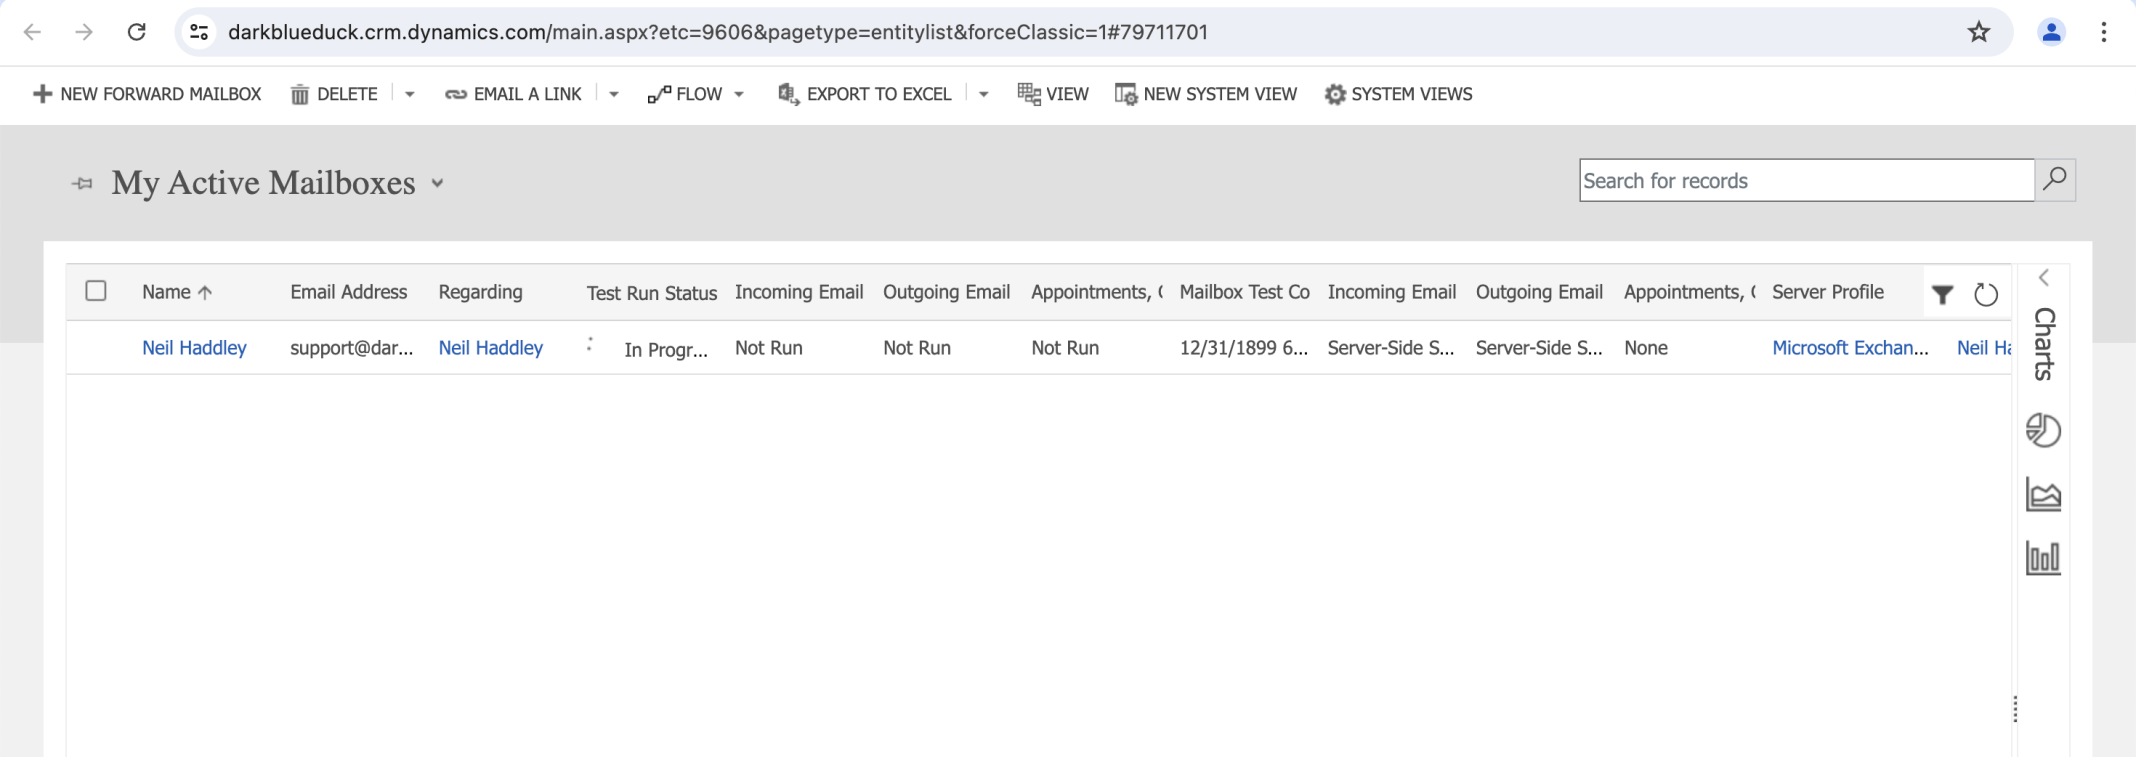 darkblueduck.crm.dynamics.com/main.aspx?etc=9606&pagetype=entitylist&forceClassic=1#79711701
NEW FORWARD MAILBOX DELETE EMAIL A LINK FLOW EXPORT TO EXCEL VIEW NEW SYSTEM VIEW SYSTEM VIEWS
My Active Mailboxes
Search for records
Name Email Address Regarding Test Run Status Incoming Email Outgoing Email Appointments, Mailbox Test Co Incoming Email Outgoing Email Appointments, Server Profile
Neil Haddley support@dar... Neil Haddley In Progr... Not Run Not Run Not Run 12/31/1899 6... Server-Side S... Server-Side S... None Microsoft Exchan... Neil Ha
Charts